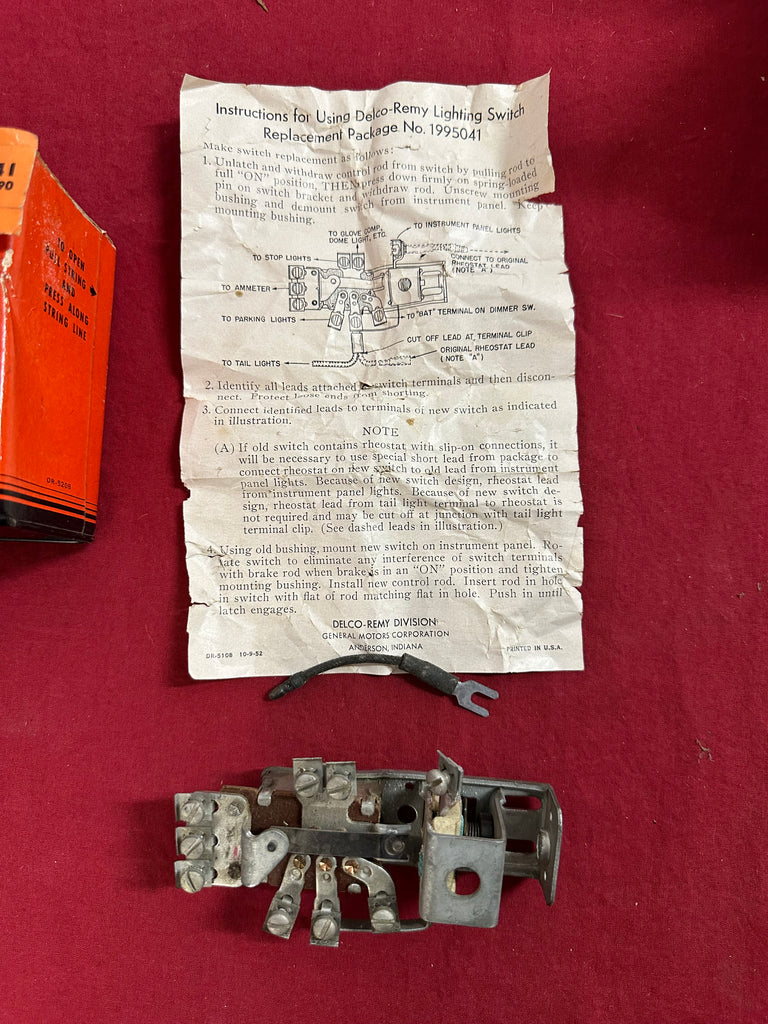 Instructions for Using Delco-Remy Lighting Switch
Replacement Package No. 1995041
Make switch replacement as follows:
1. Unlatch and withdraw control rod from switch by pulling rod to
full "ON" position, THEN press down firmly on spring-loaded
pin on switch bracket and withdraw rod. Unscrew mounting
bushing and demount switch from instrument panel. Keep
mounting bushing.
TO GLOVE COMP.
DOME LIGHT, ETC.
TO INSTRUMENT PANEL LIGHTS
TO STOP LIGHTS
CONNECT TO ORIGINAL
RHEOSTAT LEAD
(NOTE "A")
TO AMMETER
TO PARKING LIGHTS
TO "BAT" TERMINAL ON DIMMER SW.
CUT OFF LEAD AT TERMINAL CLIP
ORIGINAL RHEOSTAT LEAD
(NOTE "A")
TO TAIL LIGHTS
2. Identify all leads attached to switch terminals and then discon-
nect. Protect loose ends from shorting.
3. Connect identified leads to terminals of new switch as indicated
in illustration.
NOTE
(A) If old switch contains rheostat with slip-on connections, it
will be necessary to use special short lead from package to
connect rheostat on new switch to old lead from instrument
panel lights. Because of new switch design, rheostat lead
from instrument panel lights. Because of new switch de-
sign, rheostat lead from tail light terminal to rheostat is
not required and may be cut off at junction with tail light
terminal clip. (See dashed leads in illustration.)
4. Using old bushing, mount new switch on instrument panel. Ro-
tate switch to eliminate any interference of switch terminals
with brake rod when brake is in an "ON" position and tighten
mounting bushing. Install new control rod. Insert rod in hole
in switch with flat of rod matching flat in hole. Push in until
latch engages.
DELCO-REMY DIVISION
GENERAL MOTORS CORPORATION
ANDERSON, INDIANA
DR-5108 10-9-52
PRINTED IN U.S.A.
41
90
TO OPEN
PULL STRING
AND
PRESS ALONG
STRING LINE
DR-5206